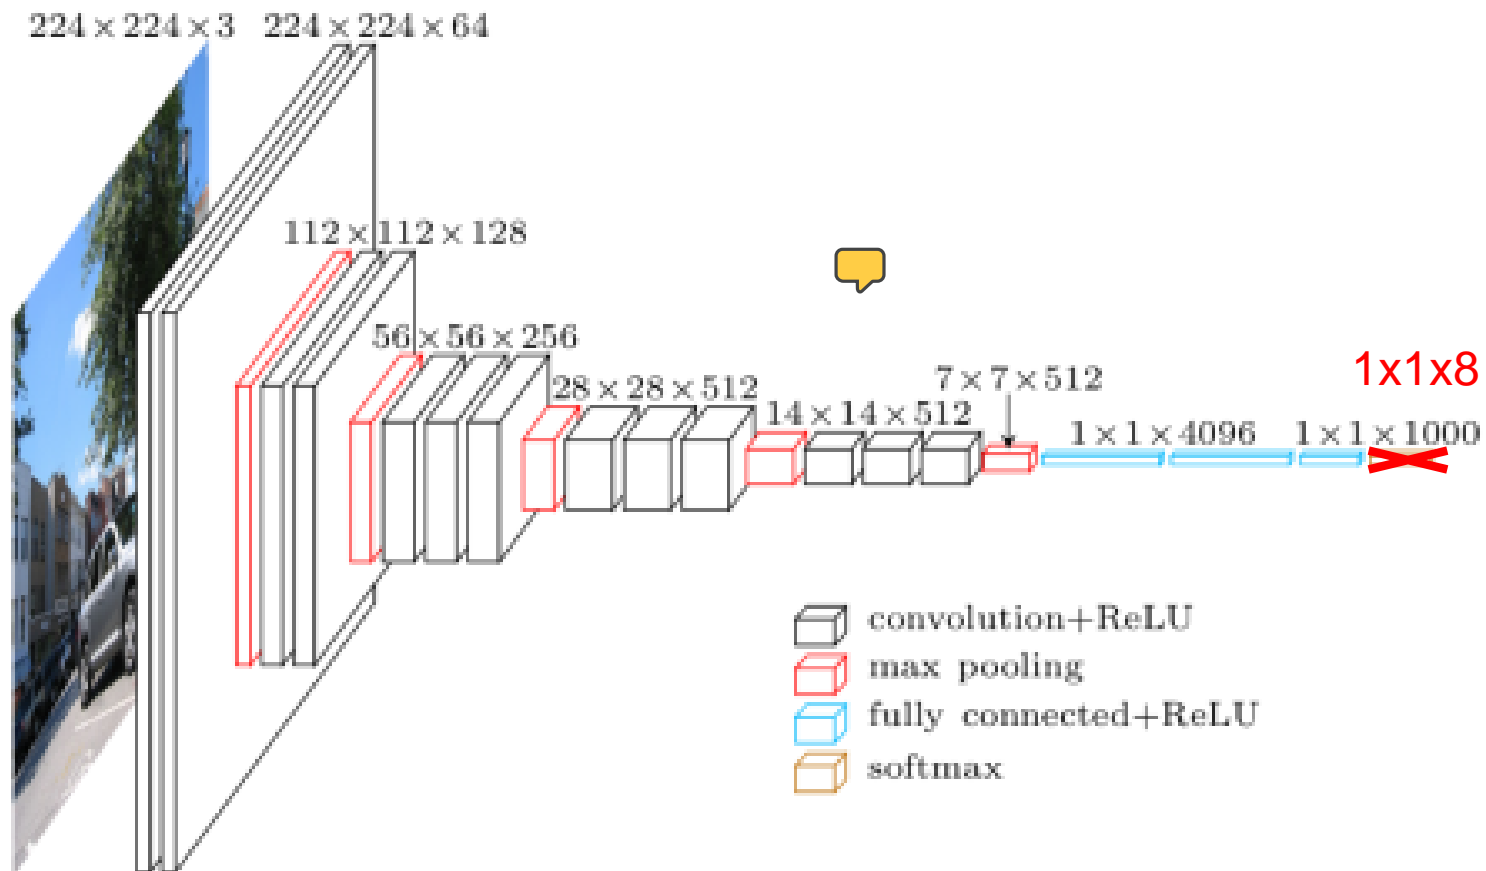 224 × 224 × 3
224 × 224 × 64
112 × 112 × 128
56 × 56 × 256
28 × 28 × 512
14 × 14 × 512
7 × 7 × 512
1x1x8
1 × 1 × 4096
1 × 1 × 1000
convolution+ReLU
max pooling
fully connected+ReLU
softmax